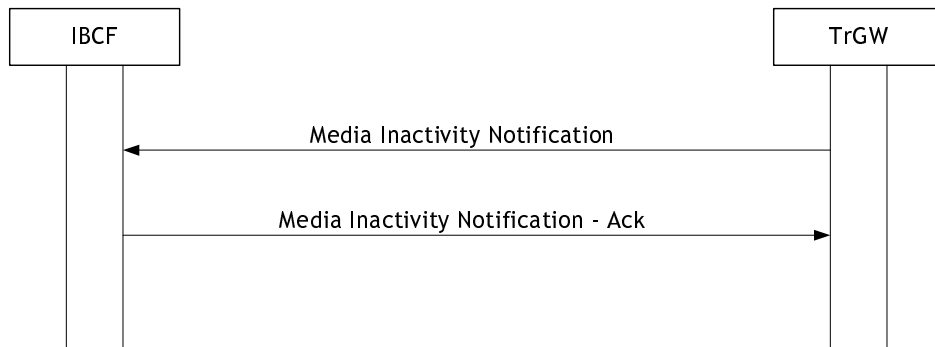 IBCF
TrGW
Media Inactivity Notification
Media Inactivity Notification - Ack